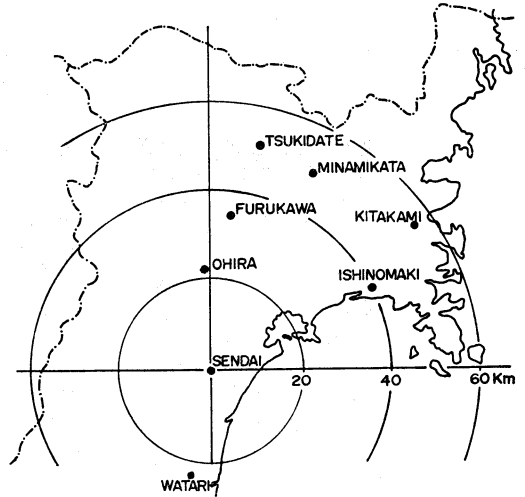 TSUKIDATE
MINAMIKATA
FURUKAWA
KITAKAMI
OHIRA
ISHINOMAKI
SENDAI
20 40 60 Km
WATARI